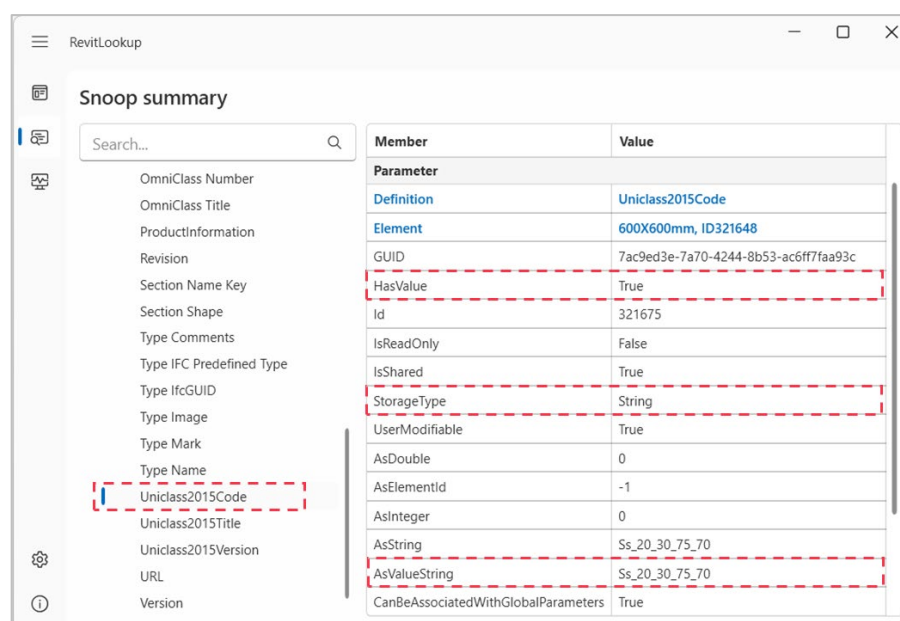 RevitLookup
Snoop summary
Search...
OmniClass Number
OmniClass Title
ProductInformation
Revision
Section Name Key
Section Shape
Type Comments
Type IFC Predefined Type
Type IfcGUID
Type Image
Type Mark
Type Name
Uniclass2015Code
Uniclass2015Title
Uniclass2015Version
URL
Version
Member Value
Parameter
Definition Uniclass2015Code
Element 600X600mm, ID321648
GUID 7ac9ed3e-7a70-4244-8b53-ac6ff7faa93c
HasValue True
Id 321675
IsReadOnly False
IsShared True
StorageType String
UserModifiable True
AsDouble 0
AsElementId -1
AsInteger 0
AsString Ss_20_30_75_70
AsValueString Ss_20_30_75_70
CanBeAssociatedWithGlobalParameters True